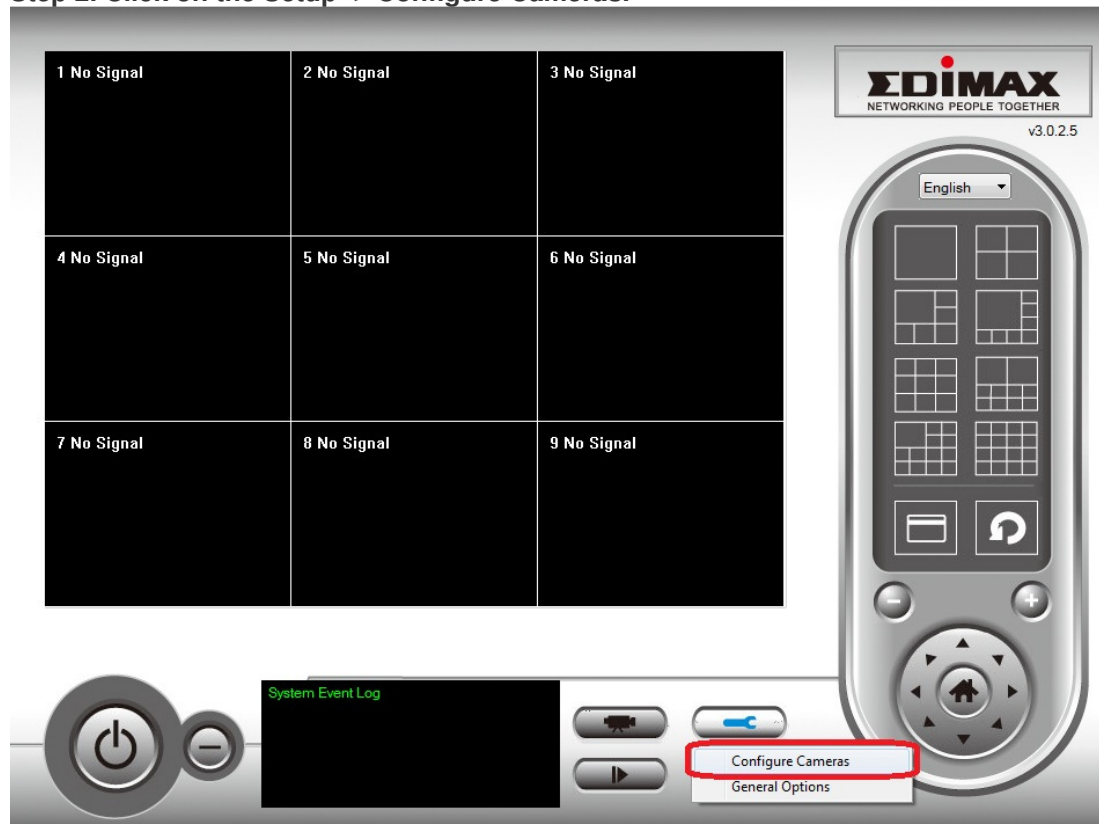 Step 2. Click on the Setup -> Configure Cameras.
1 No Signal
2 No Signal
3 No Signal
EDIMAX
NETWORKING PEOPLE TOGETHER
v3.0.2.5
English
4 No Signal
5 No Signal
6 No Signal
7 No Signal
8 No Signal
9 No Signal
System Event Log
Configure Cameras
General Options